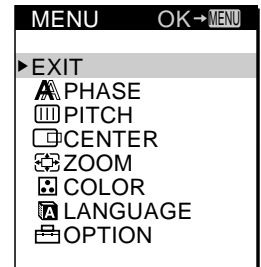 MENU OK→MENU
▶EXIT
PHASE
PITCH
CENTER
ZOOM
COLOR
LANGUAGE
OPTION